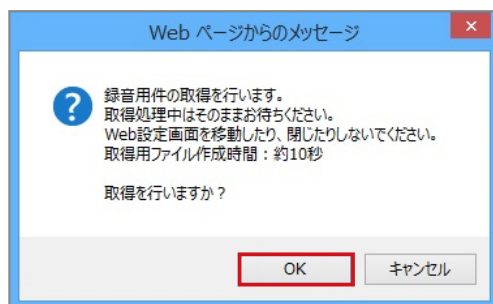 Web ページからのメッセージ
録音用件の取得を行います。
取得処理中はそのままお待ちください。
Web設定画面を移動したり、閉じたりしないでください。
取得用ファイル作成時間：約10秒
取得を行いますか？
OK
キャンセル